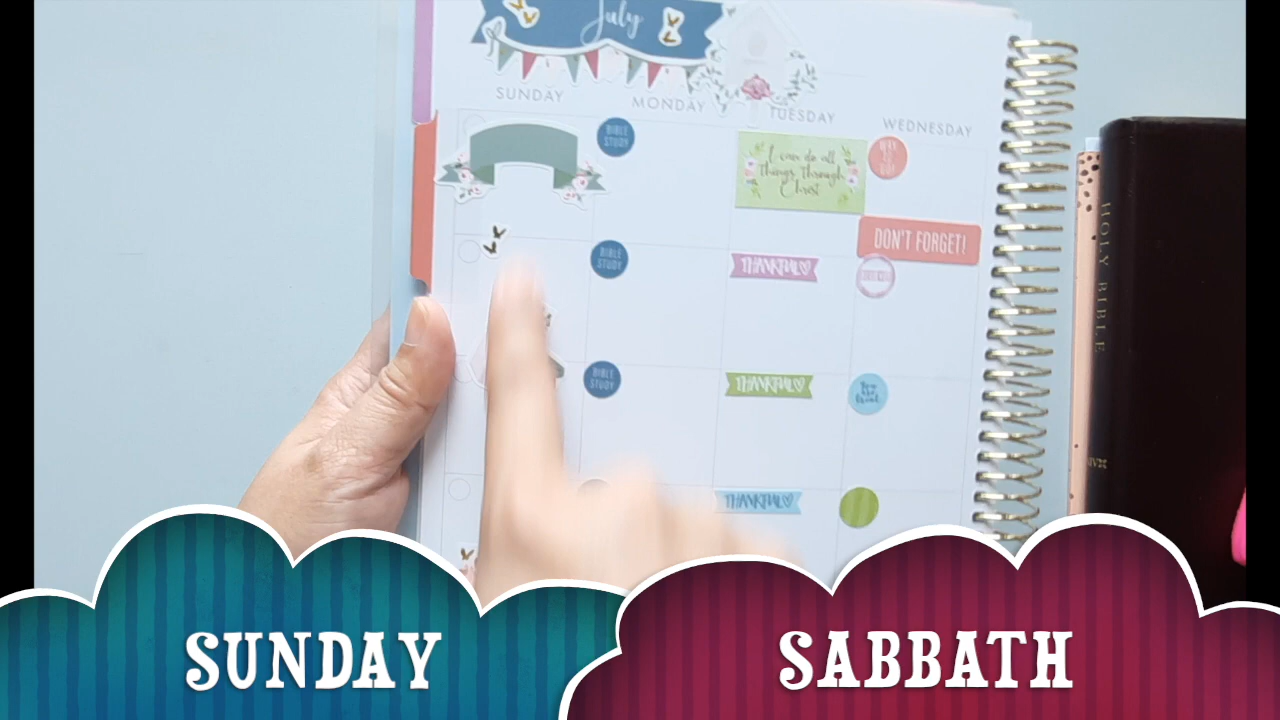 July
SUNDAY
MONDAY
TUESDAY
WEDNESDAY
BIBLE
STUDY
I can do all
things through
Christ
DON'T FORGET!
BIBLE
STUDY
THANKFUL
BIBLE
STUDY
THANKFUL
THANKFUL
HOLY BIBLE
SUNDAY
SABBATH